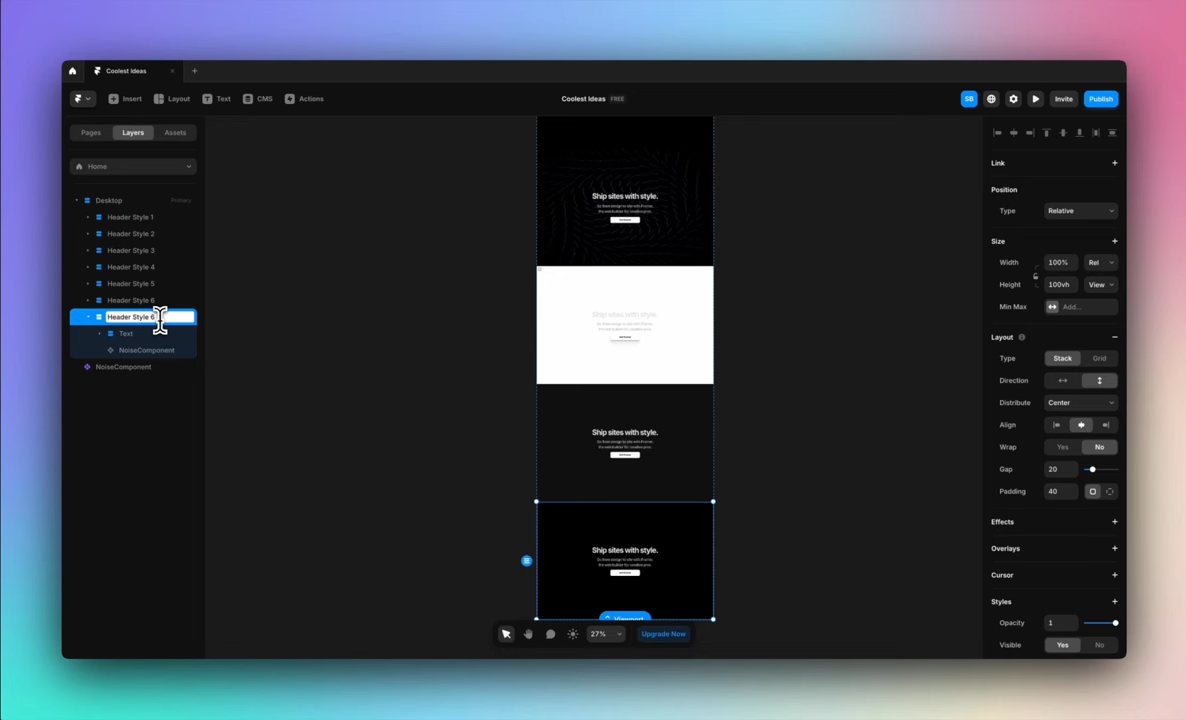 Coolest Ideas
Insert
Layout
Text
CMS
Actions
Coolest Ideas FREE
SB
Invite
Publish
Pages
Layers
Assets
Home
Desktop
Primary
Header Style 1
Header Style 2
Header Style 3
Header Style 4
Header Style 5
Header Style 6
Header Style 6
Text
NoiseComponent
NoiseComponent
Ship sites with style.
Ship sites with style.
Ship sites with style.
Ship sites with style.
Viewport
27%
Upgrade Now
Link
Position
Type
Relative
Size
Width
100%
Rel
Height
100vh
View
Min Max
Add...
Layout
Type
Stack
Grid
Direction
Distribute
Center
Align
Wrap
Yes
No
Gap
20
Padding
40
Effects
Overlays
Cursor
Styles
Opacity
1
Visible
Yes
No